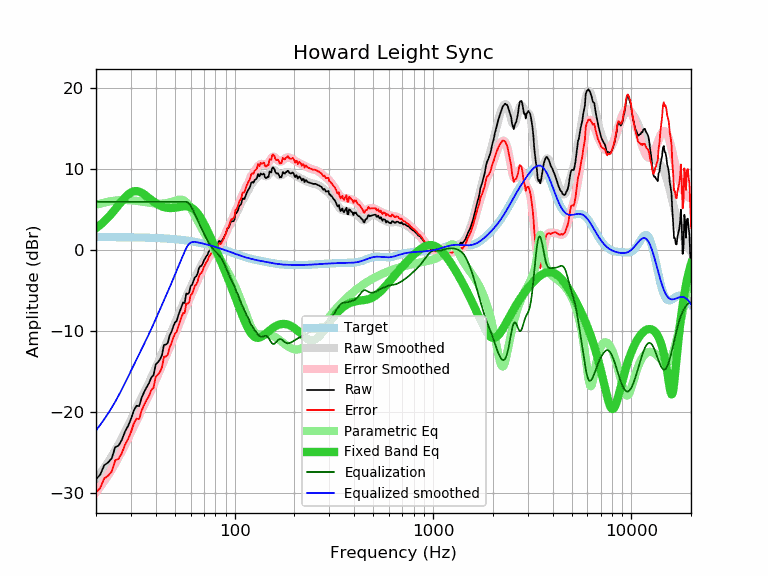 Howard Leight Sync
20
10
0
−10
−20
−30
Amplitude (dBr)
Target
Raw Smoothed
Error Smoothed
Raw
Error
Parametric Eq
Fixed Band Eq
Equalization
Equalized smoothed
100 1000 10000
Frequency (Hz)